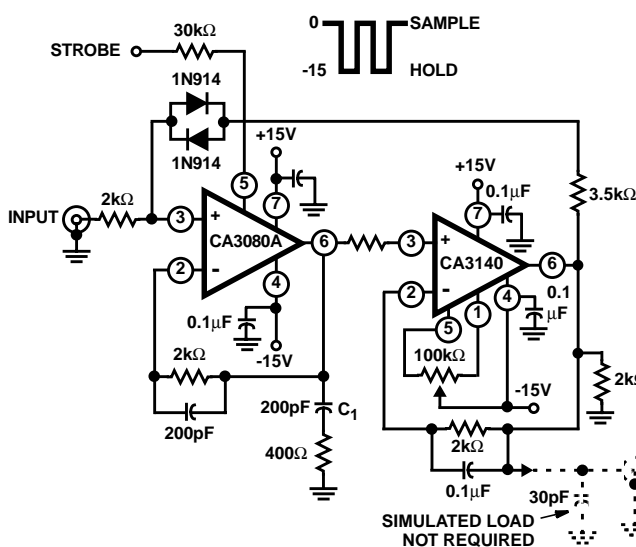 30kΩ
0
SAMPLE
STROBE
-15
HOLD
1N914
1N914
+15V
+15V
0.1µF
3.5kΩ
INPUT
2kΩ
5
7
7
3
+
CA3080A
6
3
+
CA3140
6
2
-
4
2
-
5
1
4
0.1
µF
0.1µF
-15V
100kΩ
-15V
2kΩ
2kΩ
200pF
200pF
C1
400Ω
2kΩ
0.1µF
30pF
SIMULATED LOAD
NOT REQUIRED